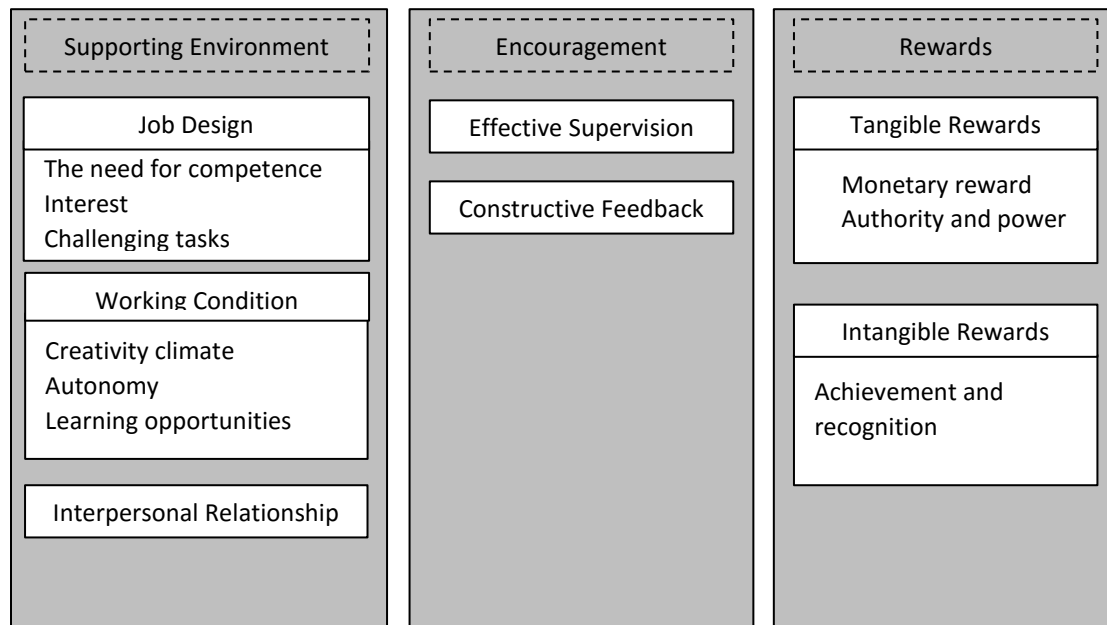 Supporting Environment
Job Design
The need for competence
Interest
Challenging tasks
Working Condition
Creativity climate
Autonomy
Learning opportunities
Interpersonal Relationship
Encouragement
Effective Supervision
Constructive Feedback
Rewards
Tangible Rewards
Monetary reward
Authority and power
Intangible Rewards
Achievement and
recognition